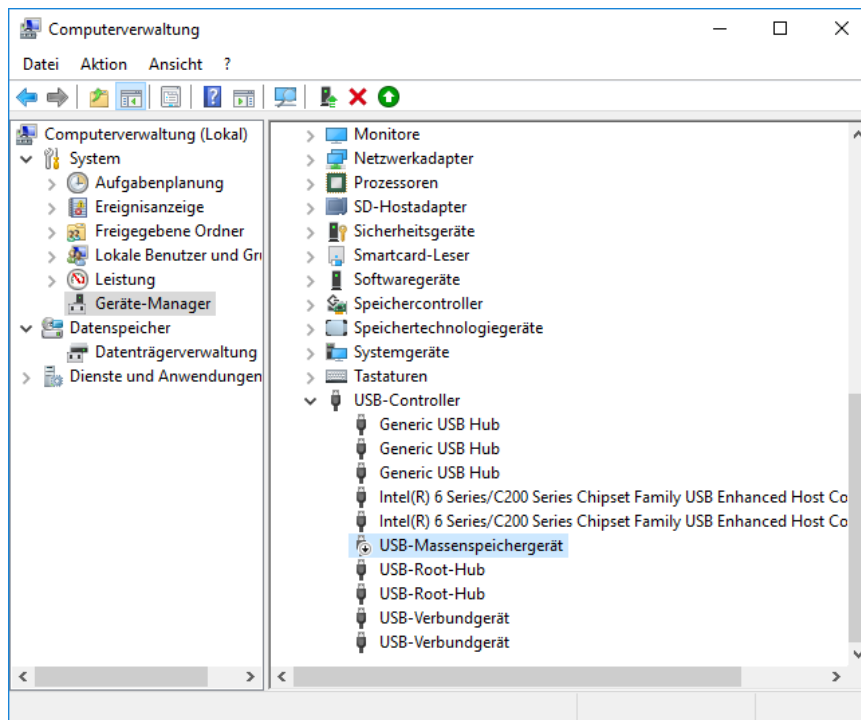 Computerverwaltung
Datei Aktion Ansicht ?
Computerverwaltung (Lokal)
System
Aufgabenplanung
Ereignisanzeige
Freigegebene Ordner
Lokale Benutzer und Gru
Leistung
Geräte-Manager
Datenspeicher
Datenträgerverwaltung
Dienste und Anwendungen
Monitore
Netzwerkadapter
Prozessoren
SD-Hostadapter
Sicherheitsgeräte
Smartcard-Leser
Softwaregeräte
Speichercontroller
Speichertechnologiegeräte
Systemgeräte
Tastaturen
USB-Controller
Generic USB Hub
Generic USB Hub
Generic USB Hub
Intel(R) 6 Series/C200 Series Chipset Family USB Enhanced Host Co
Intel(R) 6 Series/C200 Series Chipset Family USB Enhanced Host Co
USB-Massenspeichergerät
USB-Root-Hub
USB-Root-Hub
USB-Verbundgerät
USB-Verbundgerät